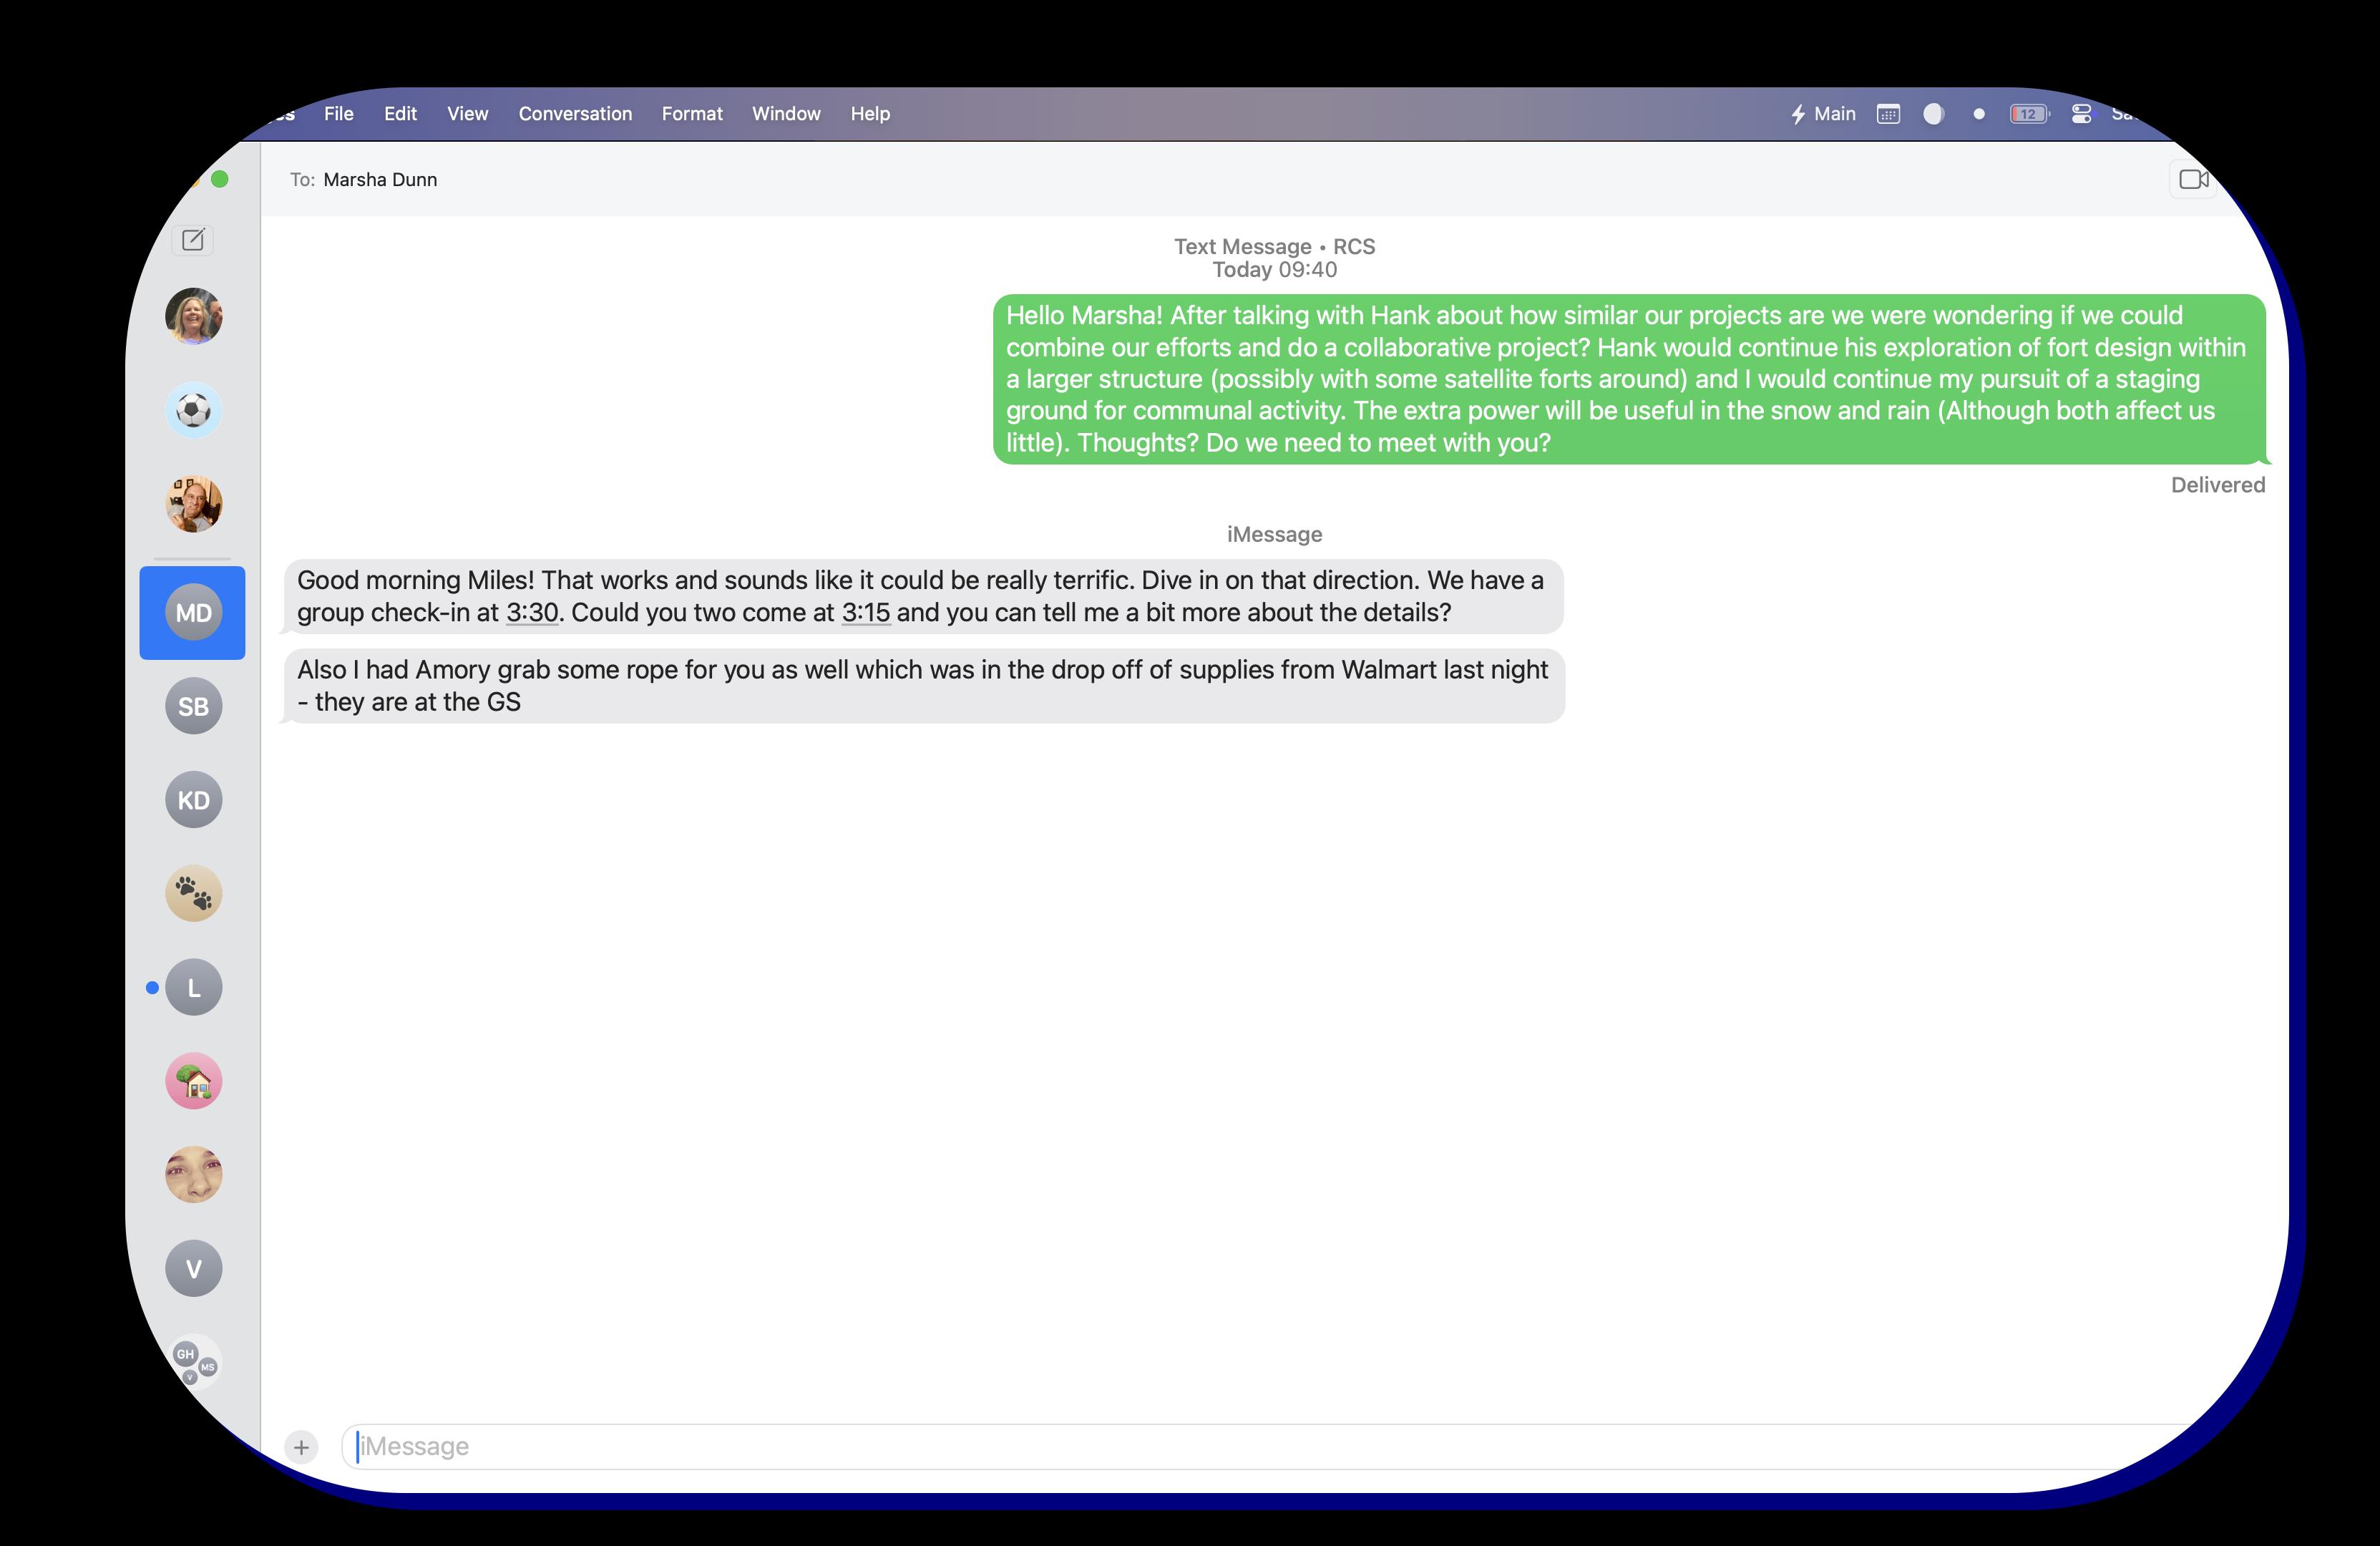 File Edit View Conversation Format Window Help Main 12
To: Marsha Dunn
Text Message • RCS
Today 09:40
Hello Marsha! After talking with Hank about how similar our projects are we were wondering if we could
combine our efforts and do a collaborative project? Hank would continue his exploration of fort design within
a larger structure (possibly with some satellite forts around) and I would continue my pursuit of a staging
ground for communal activity. The extra power will be useful in the snow and rain (Although both affect us
little). Thoughts? Do we need to meet with you?
Delivered
iMessage
Good morning Miles! That works and sounds like it could be really terrific. Dive in on that direction. We have a
group check-in at 3:30. Could you two come at 3:15 and you can tell me a bit more about the details?
Also I had Amory grab some rope for you as well which was in the drop off of supplies from Walmart last night
- they are at the GS
MD
SB
KD
L
V
GH
MS
V
iMessage